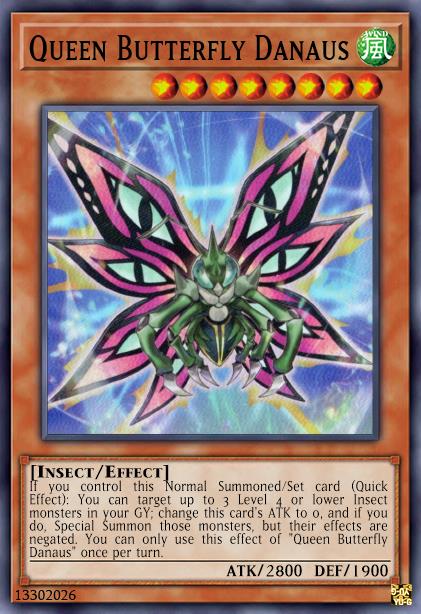 Queen Butterfly Danaus
WIND
風
[Insect/Effect]
If you control this Normal Summoned/Set card (Quick
Effect): You can target up to 3 Level 4 or lower Insect
monsters in your GY; change this card's ATK to 0, and if you
do, Special Summon those monsters, but their effects are
negated. You can only use this effect of "Queen Butterfly
Danaus" once per turn.
ATK/2800 DEF/1900
13302026